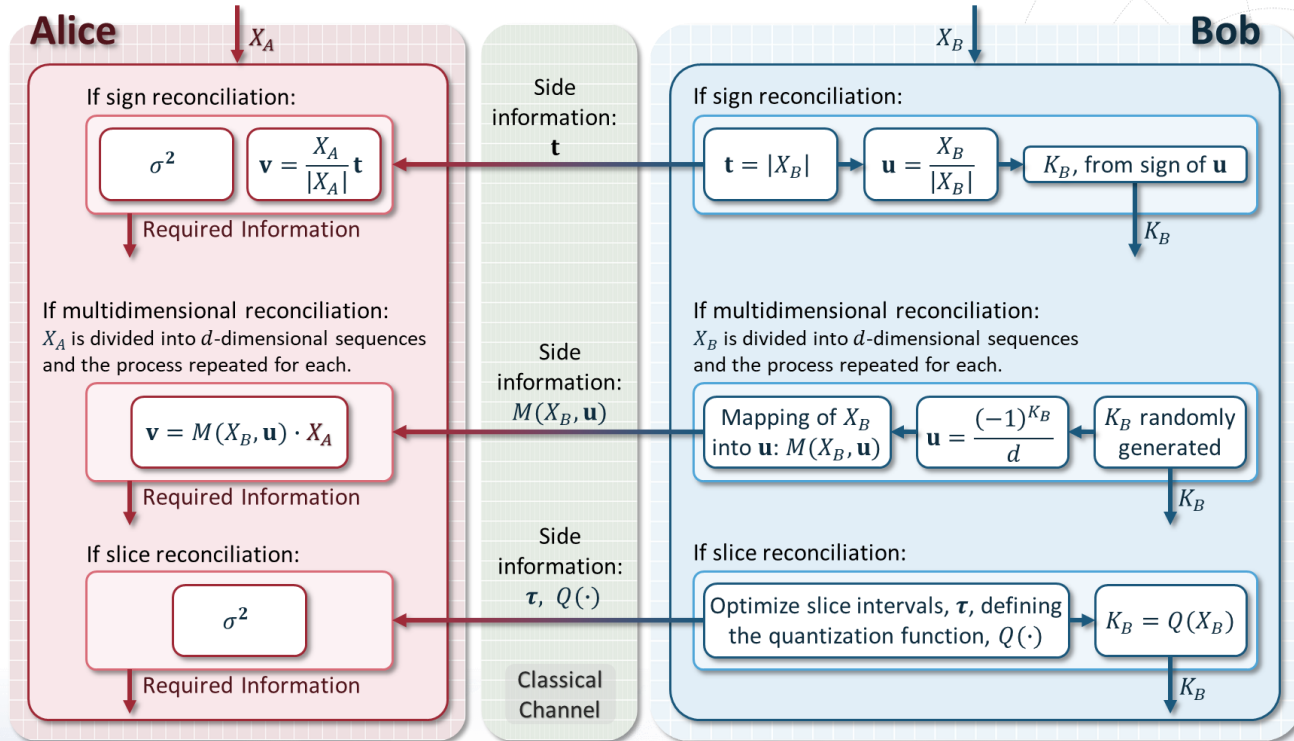 Alice
X_A
If sign reconciliation:
σ²
v = X_A / |X_A| t
Required Information
If multidimensional reconciliation:
X_A is divided into d-dimensional sequences
and the process repeated for each.
v = M(X_B, u) · X_A
Required Information
If slice reconciliation:
σ²
Required Information
Side
information:
t
Side
information:
M(X_B, u)
Side
information:
τ, Q(·)
Classical
Channel
Bob
X_B
If sign reconciliation:
t = |X_B|
u = X_B / |X_B|
K_B, from sign of u
K_B
If multidimensional reconciliation:
X_B is divided into d-dimensional sequences
and the process repeated for each.
Mapping of X_B
into u: M(X_B, u)
u = (-1)^{K_B} / d
K_B randomly
generated
K_B
If slice reconciliation:
Optimize slice intervals, τ, defining
the quantization function, Q(·)
K_B = Q(X_B)
K_B